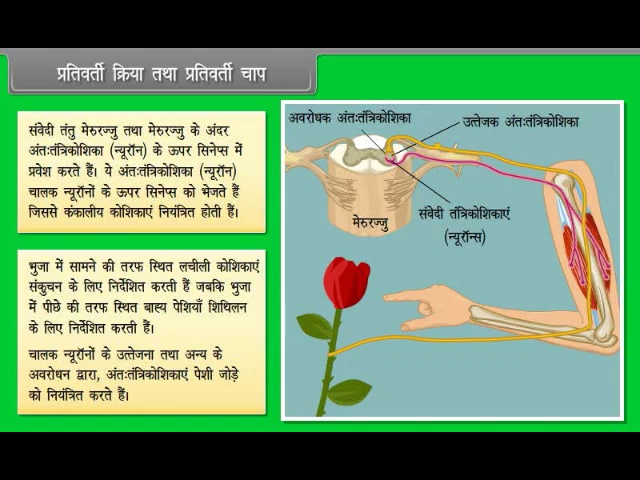 प्रतिवर्ती क्रिया तथा प्रतिवर्ती चाप
संवेदी तंतु मेरुरज्जु तथा मेरुरज्जु के अंदर
अंतःतंत्रिकोशिका (न्यूरॉन) के ऊपर सिनेप्स में
प्रवेश करते हैं। ये अंतःतंत्रिकोशिका (न्यूरॉन)
चालक न्यूरॉनों के ऊपर सिनेप्स को भेजते हैं
जिससे कंकालीय कोशिकाएं नियंत्रित होती हैं।
भुजा में सामने की तरफ स्थित लचीली कोशिकाएं
संकुचन के लिए निर्देशित करती हैं जबकि भुजा
में पीछे की तरफ स्थित बाह्य पेशियाँ शिथिलन
के लिए निर्देशित करती हैं।
चालक न्यूरॉनों के उत्तेजना तथा अन्य के
अवरोधन द्वारा, अंतःतंत्रिकोशिकाएं पेशी जोड़े
को नियंत्रित करते हैं।
अवरोधक अंतःतंत्रिकोशिका
उत्तेजक अंतःतंत्रिकोशिका
मेरुरज्जु
संवेदी तंत्रिकोशिकाएं
(न्यूरॉन्स)